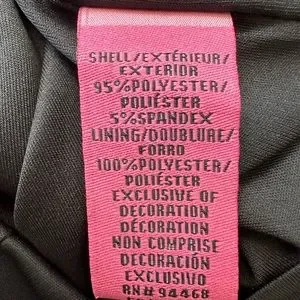 SHELL/EXTÉRIEUR/
EXTERIOR
95%POLYESTER/
POLIÉSTER
5%SPANDEX
LINING/DOUBLURE/
FORRO
100%POLYESTER/
POLIÉSTER
EXCLUSIVE OF
DECORATION
DÉCORATION
NON COMPRISE
DECORACIÓN
EXCLUSIVO
RN# 94468